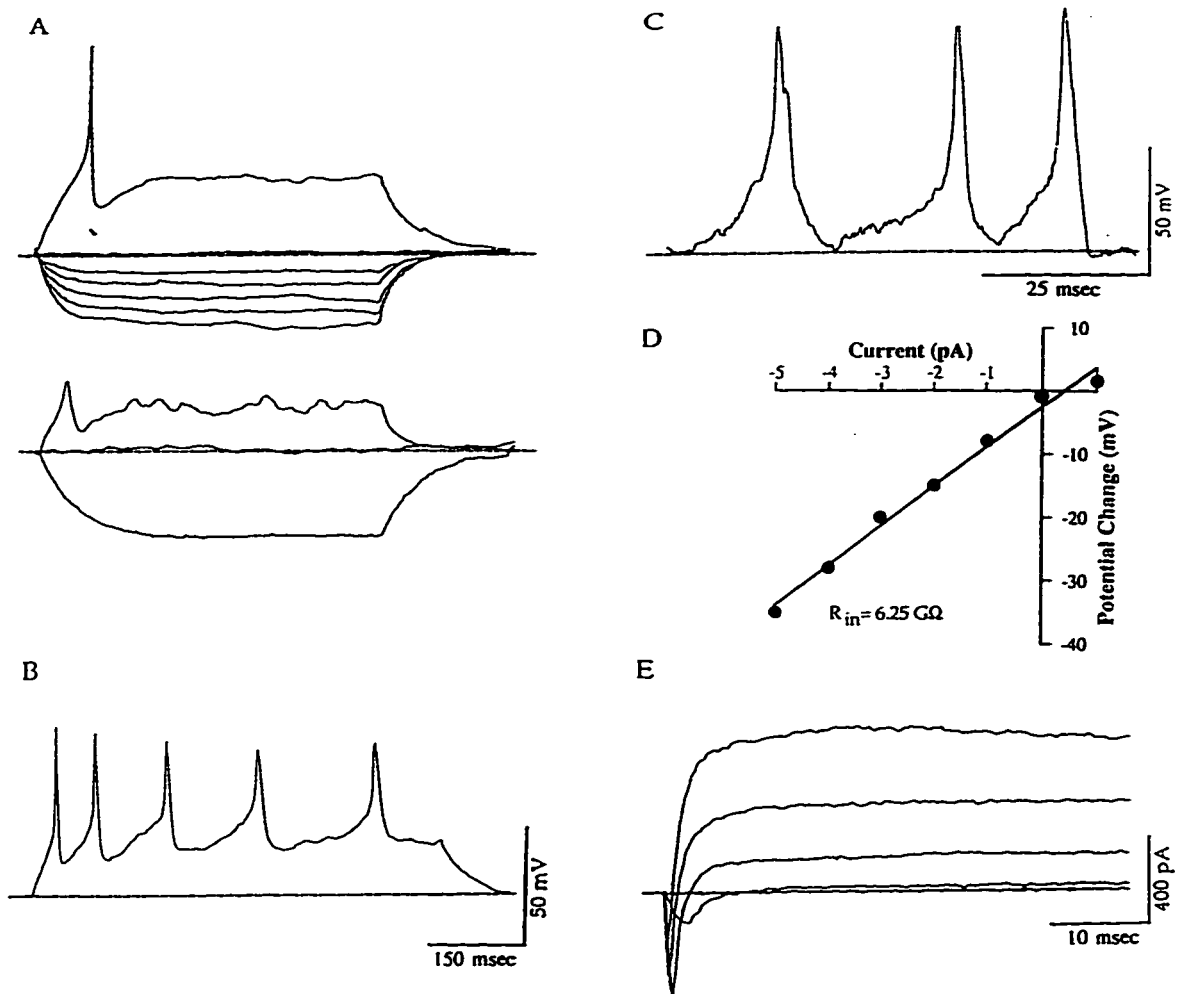 A
C
50 mV
25 msec
D
Current (pA)
-5 -4 -3 -2 -1
10
-10
-20
-30
-40
Potential Change (mV)
Rin = 6.25 GΩ
B
50 mV
150 msec
E
400 pA
10 msec